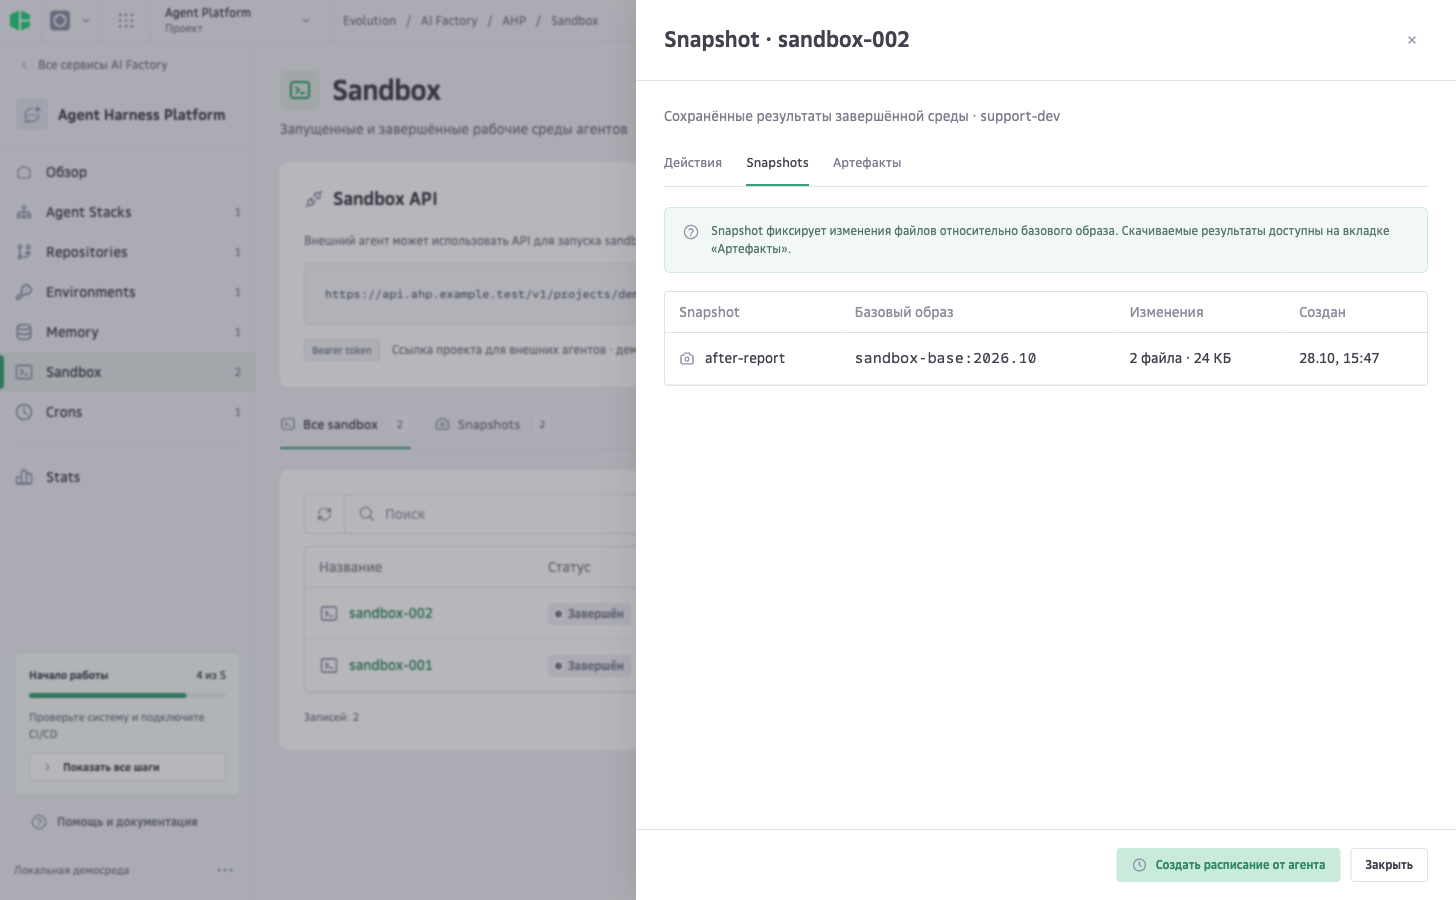 Agent Platform
Проект
Evolution / AI Factory / AHP / Sandbox
Все сервисы AI Factory
Agent Harness Platform
Обзор
Agent Stacks 1
Repositories 1
Environments 1
Memory 1
Sandbox 2
Crons 1
Stats
Начало работы 4 из 5
Проверьте систему и подключите
CI/CD
Показать все шаги
Помощь и документация
Локальная демосреда
Sandbox
Запущенные и завершённые рабочие среды агентов
Sandbox API
Внешний агент может использовать API для запуска
https://api.ahp.example.test/v1/projects/
Bearer token Ссылка проекта для внешних агентов ·
Все sandbox 2 Snapshots 2
Поиск
Название Статус
sandbox-002 Завершён
sandbox-001 Завершён
Записей: 2
Snapshot · sandbox-002
Сохранённые результаты завершённой среды · support-dev
Действия Snapshots Артефакты
Snapshot фиксирует изменения файлов относительно базового образа. Скачиваемые результаты доступны на вкладке
«Артефакты».
Snapshot Базовый образ Изменения Создан
after-report sandbox-base:2026.10 2 файла · 24 КБ 28.10, 15:47
Создать расписание от агента Закрыть